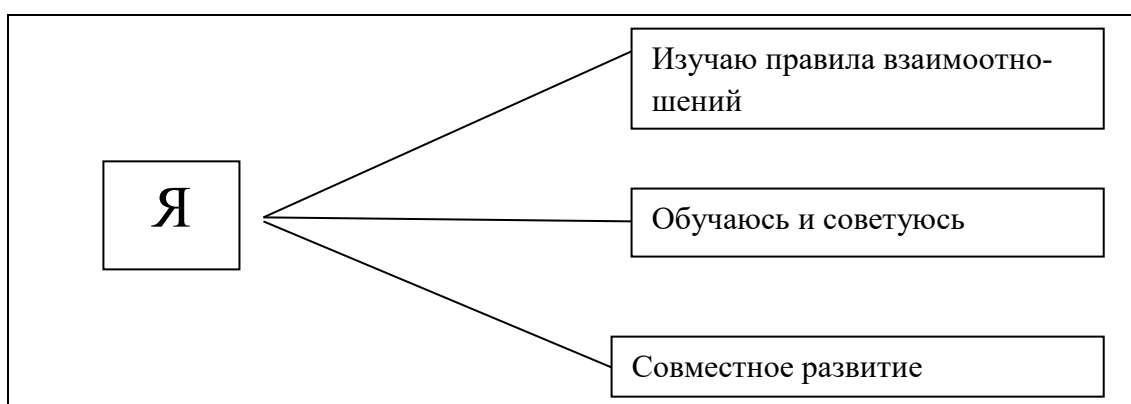 Изучаю правила взаимоотно-
шений
Я
Обучаюсь и советуюсь
Совместное развитие